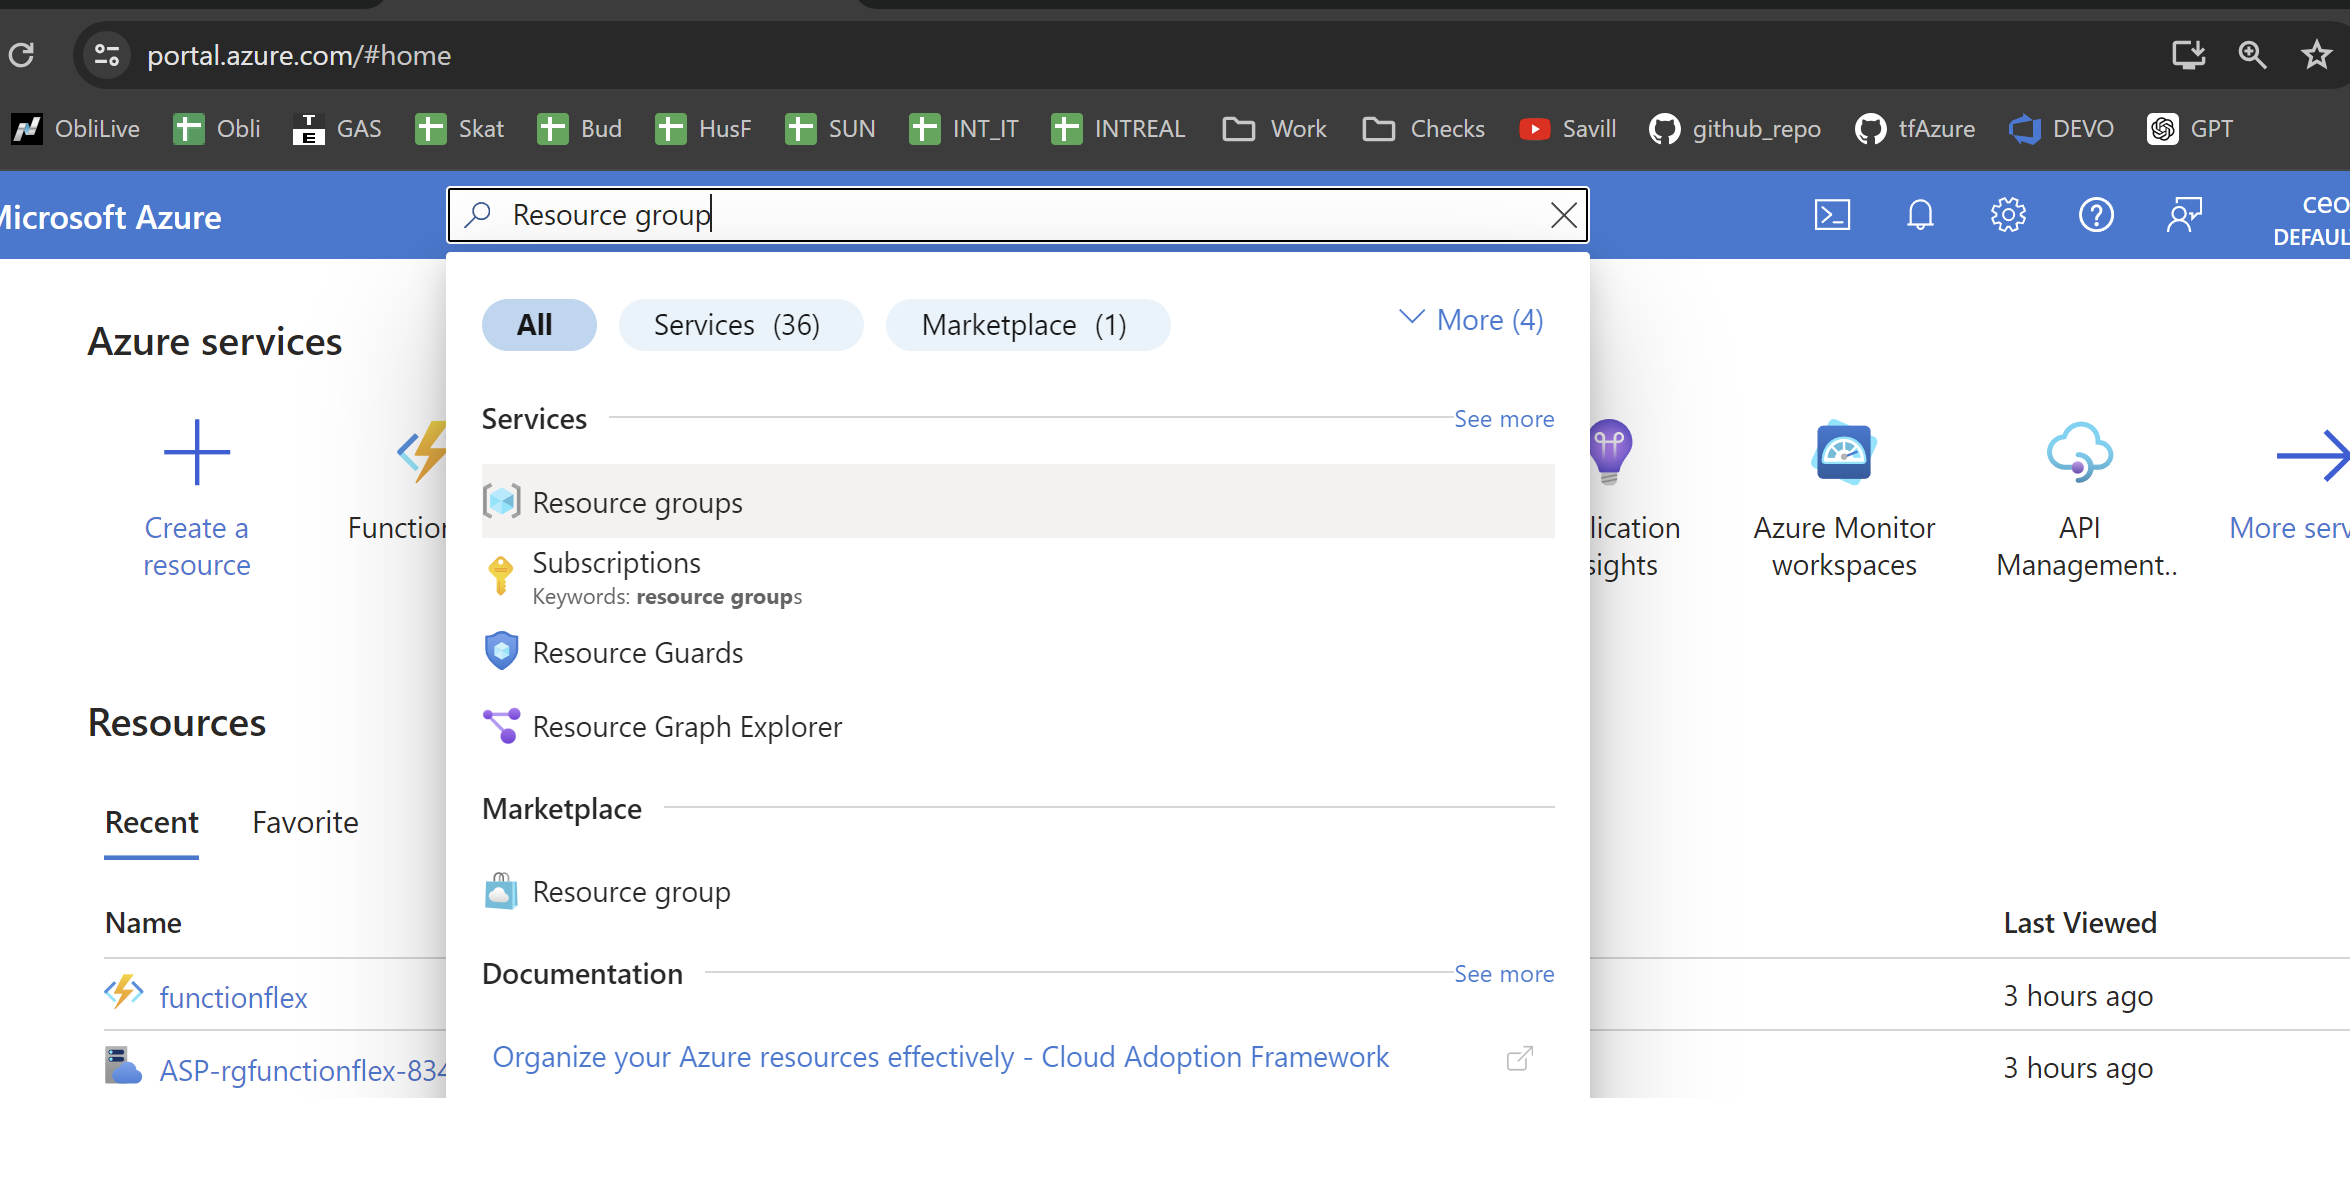 portal.azure.com/#home
ObliLive Obli GAS Skat Bud HusF SUN INT_IT INTREAL Work Checks Savill github_repo tfAzure DEVO GPT
Microsoft Azure
Resource group
ceo
DEFAUL
All Services (36) Marketplace (1) More (4)
Azure services
Services See more
Resource groups
Create a
resource
Function
lication
sights
Azure Monitor
workspaces
API
Management..
More serv
Subscriptions
Keywords: resource groups
Resource Guards
Resource Graph Explorer
Resources
Marketplace
Recent Favorite
Resource group
Name Last Viewed
Documentation See more
functionflex 3 hours ago
Organize your Azure resources effectively - Cloud Adoption Framework
ASP-rgfunctionflex-834 3 hours ago